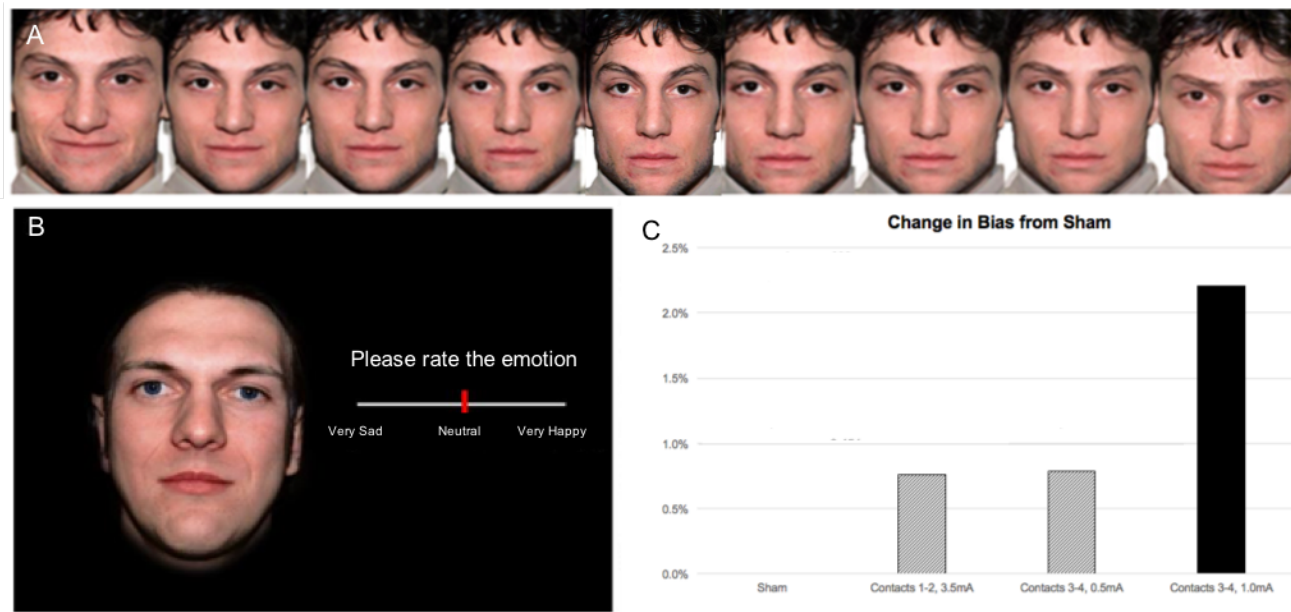 A
B
Please rate the emotion
Very Sad Neutral Very Happy
C
Change in Bias from Sham
2.5%
2.0%
1.5%
1.0%
0.5%
0.0%
Sham Contacts 1-2, 3.5mA Contacts 3-4, 0.5mA Contacts 3-4, 1.0mA